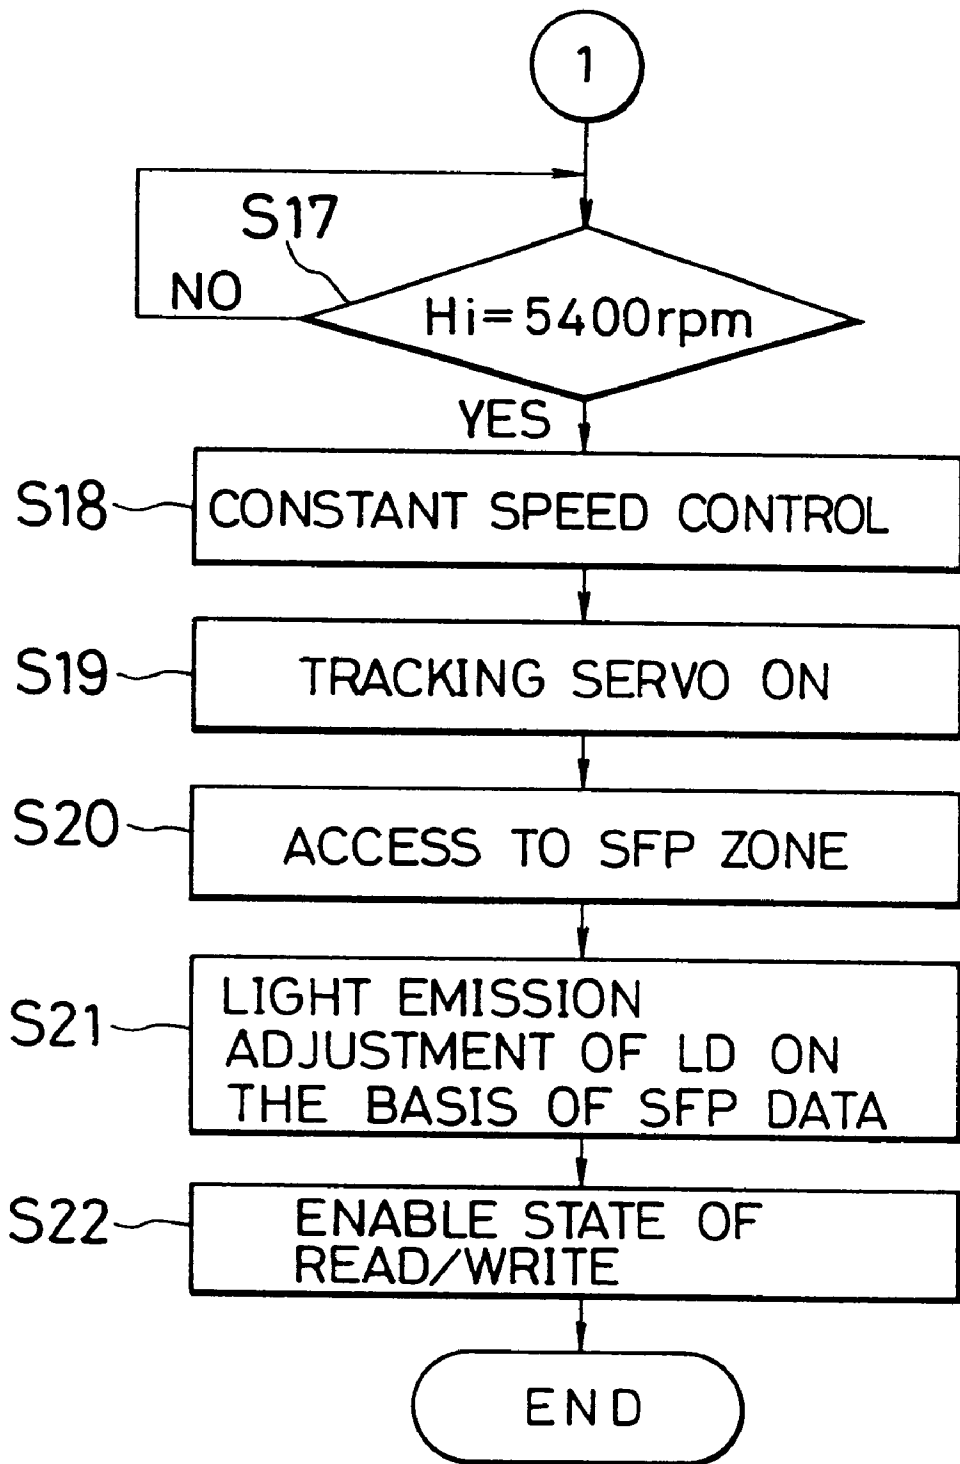 1
S17
NO
Hi=5400rpm
YES
S18
CONSTANT SPEED CONTROL
S19
TRACKING SERVO ON
S20
ACCESS TO SFP ZONE
S21
LIGHT EMISSION
ADJUSTMENT OF LD ON
THE BASIS OF SFP DATA
S22
ENABLE STATE OF
READ/WRITE
END